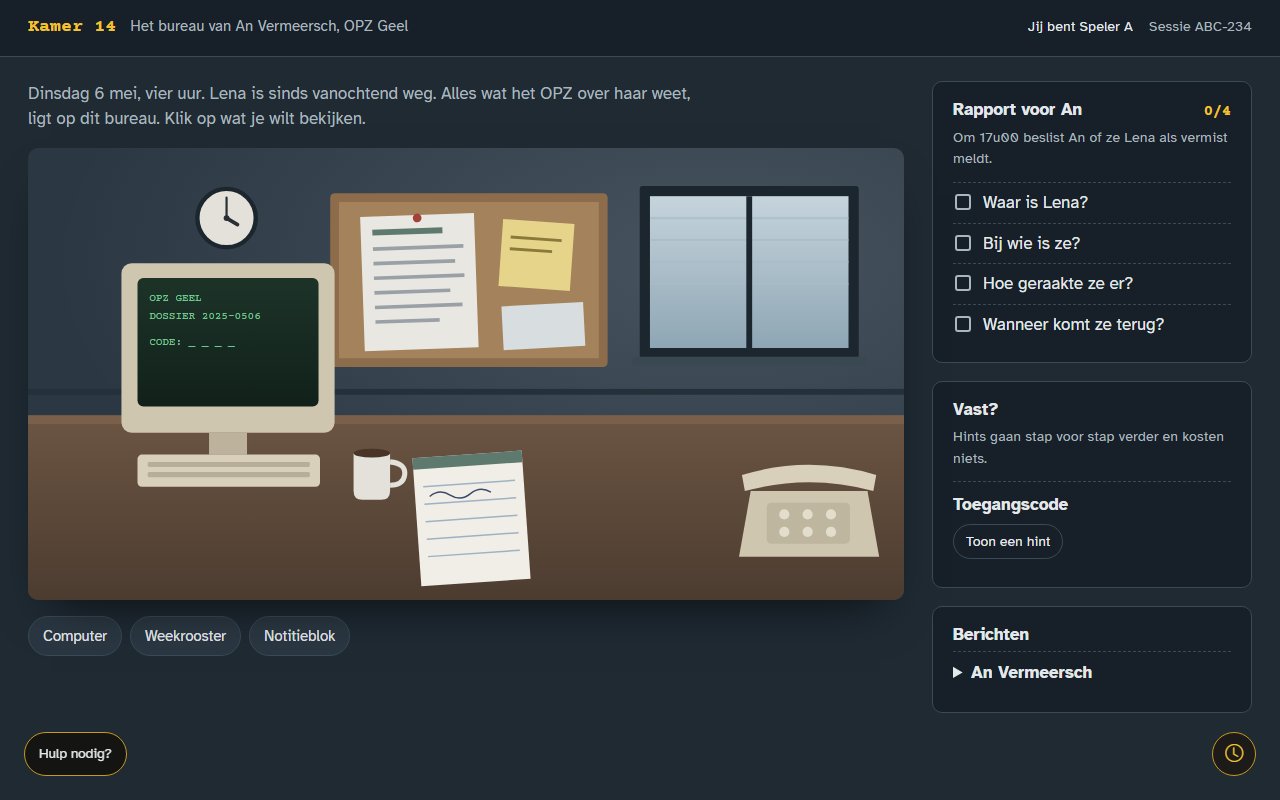 Kamer 14
Het bureau van An Vermeersch, OPZ Geel
Jij bent Speler A
Sessie ABC-234
Dinsdag 6 mei, vier uur. Lena is sinds vanochtend weg. Alles wat het OPZ over haar weet,
ligt op dit bureau. Klik op wat je wilt bekijken.
OPZ GEEL
DOSSIER 2025-0506
CODE: _ _ _ _
Computer
Weekrooster
Notitieblok
Rapport voor An
0/4
Om 17u00 beslist An of ze Lena als vermist
meldt.
Waar is Lena?
Bij wie is ze?
Hoe geraakte ze er?
Wanneer komt ze terug?
Vast?
Hints gaan stap voor stap verder en kosten
niets.
Toegangscode
Toon een hint
Berichten
An Vermeersch
Hulp nodig?